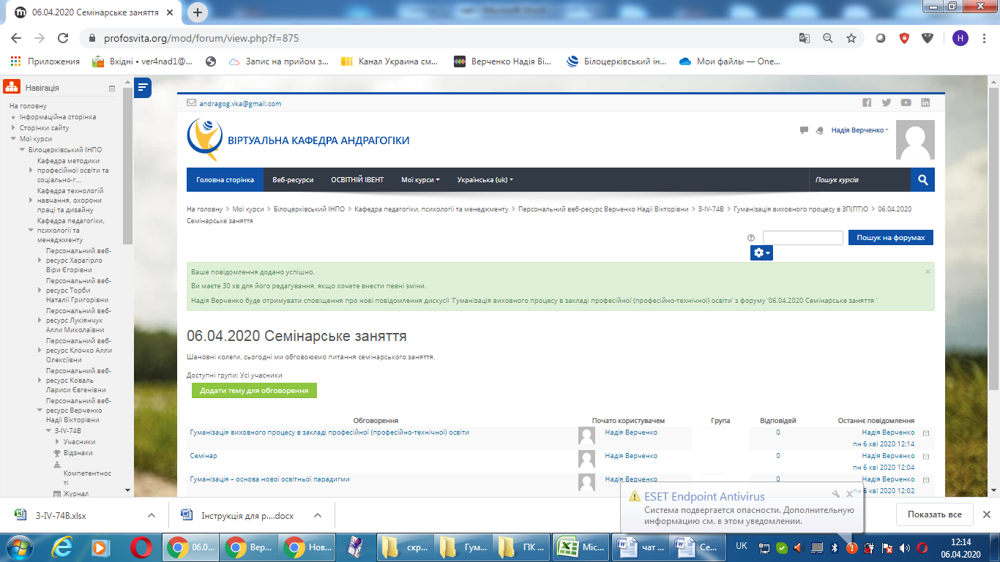 06.04.2020 Семінарське заняття
profosvita.org/mod/forum/view.php?f=875
H
Приложения
Вхідні • ver4nad1@...
Запис на прийом з...
Канал Украина см...
Верченко Надія Ві...
Білоцерківський ін...
Мои файлы — One...
Навігація
На головну
Інформаційна сторінка
Сторінки сайту
Мої курси
Білоцерківський ІНПО
Кафедра методики
професійної освіти та
соціально-г...
Кафедра технологій
навчання, охорони
праці та дизайну
Кафедра педагогіки,
психології та
менеджменту
Персональний веб-
ресурс Харагірло
Віри Єгорівни
Персональний веб-
ресурс Торби
Наталії Григорівни
Персональний веб-
ресурс Лукіянчук
Алли Миколаївни
Персональний веб-
ресурс Клочко Алли
Олексіївни
Персональний веб-
ресурс Коваль
Лариси Євгенівни
Персональний веб-
ресурс Верченко
Надії Вікторівни
З-IV-74В
Учасники
Відзнаки
Компетентнос
ті
Журнал
andragog.vka@gmail.com
ВІРТУАЛЬНА КАФЕДРА АНДРАГОГІКИ
Надія Верченко
Головна сторінка
Веб-ресурси
ОСВІТНІЙ ІВЕНТ
Мої курси
Українська (uk)
Пошук курсів
На головну > Мої курси > Білоцерківський ІНПО > Кафедра педагогіки, психології та менеджменту > Персональний веб-ресурс Верченко Надії Вікторівни > З-IV-74В > Гуманізація виховного процесу в ЗП(ПТ)О > 06.04.2020
Семінарське заняття
Пошук на форумах
Ваше повідомлення додано успішно.
Ви маєте 30 хв для його редагування, якщо хочете внести певні зміни.
Надія Верченко буде отримувати сповіщення про нові повідомлення дискусії 'Гуманізація виховного процесу в закладі професійної (професійно-технічної) освіти' з форуму '06.04.2020 Семінарське заняття '
06.04.2020 Семінарське заняття
Шановні колеги, сьогодні ми обговоюємо питання семінарського заняття.
Доступні групи: Усі учасники
Додати тему для обговорення
Обговорення Почато користувачем Група Відповідей Останнє повідомлення
Гуманізація виховного процесу в закладі професійної (професійно-технічної) освіти Надія Верченко 0 Надія Верченко
пн 6 кві 2020 12:14
Семінар Надія Верченко 0 Надія Верченко
пн 6 кві 2020 12:04
Гуманізація – основа нової освітньої парадигми Надія Верченко 0 Надія Верченко
6 кві 2020 12:02
ESET Endpoint Antivirus
Система подвергается опасности. Дополнительную
информацию см. в этом уведомлении.
З-IV-74В.xlsx
Інструкція для р....docx
Показать все
06.0...
Вер...
Нов...
скр...
Гум...
ПК ...
Mic...
чат ...
Се...
UK
12:14
06.04.2020